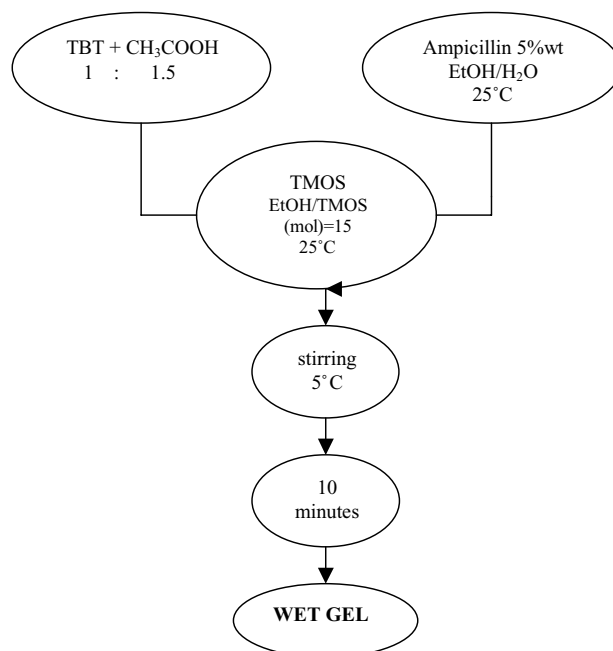 TBT + CH₃COOH
1 : 1.5
Ampicillin 5%wt
EtOH/H₂O
25˚C
TMOS
EtOH/TMOS
(mol)=15
25˚C
stirring
5˚C
10
minutes
WET GEL